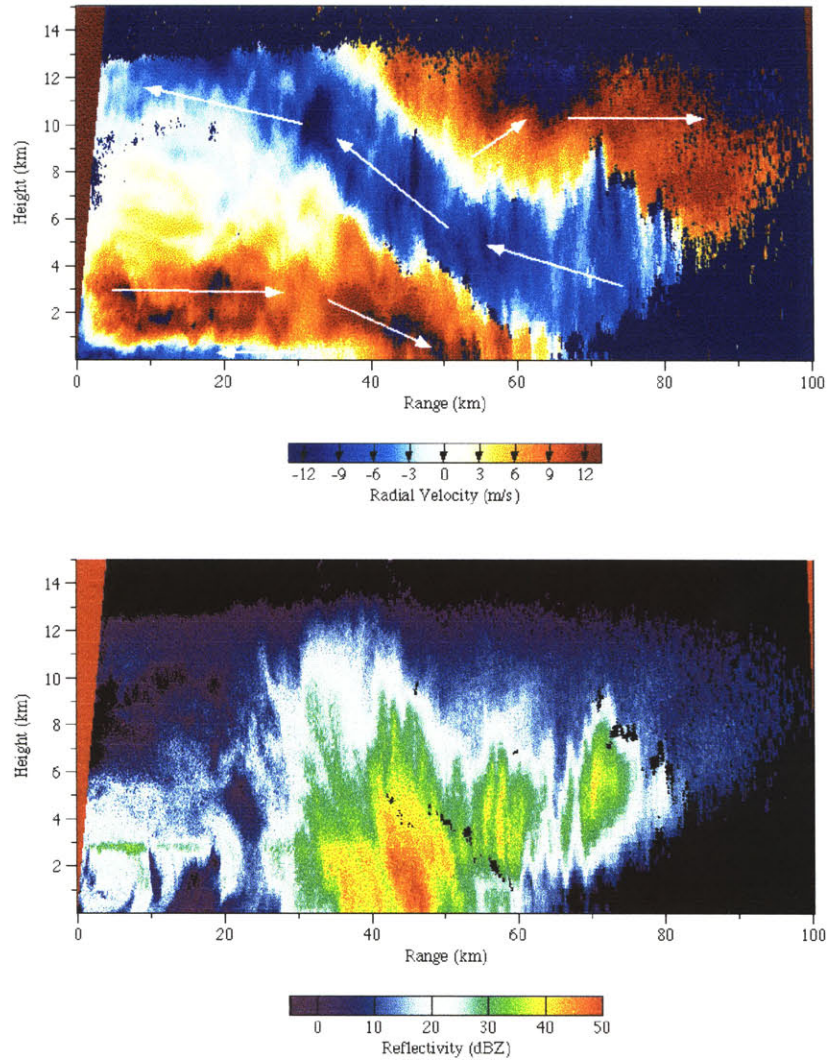 14
12
10
8
6
4
2
Height (km)
0 20 40 60 80 100
Range (km)
-12 -9 -6 -3 0 3 6 9 12
Radial Velocity (m/s)
14
12
10
8
6
4
2
Height (km)
0 20 40 60 80 100
Range (km)
0 10 20 30 40 50
Reflectivity (dBZ)